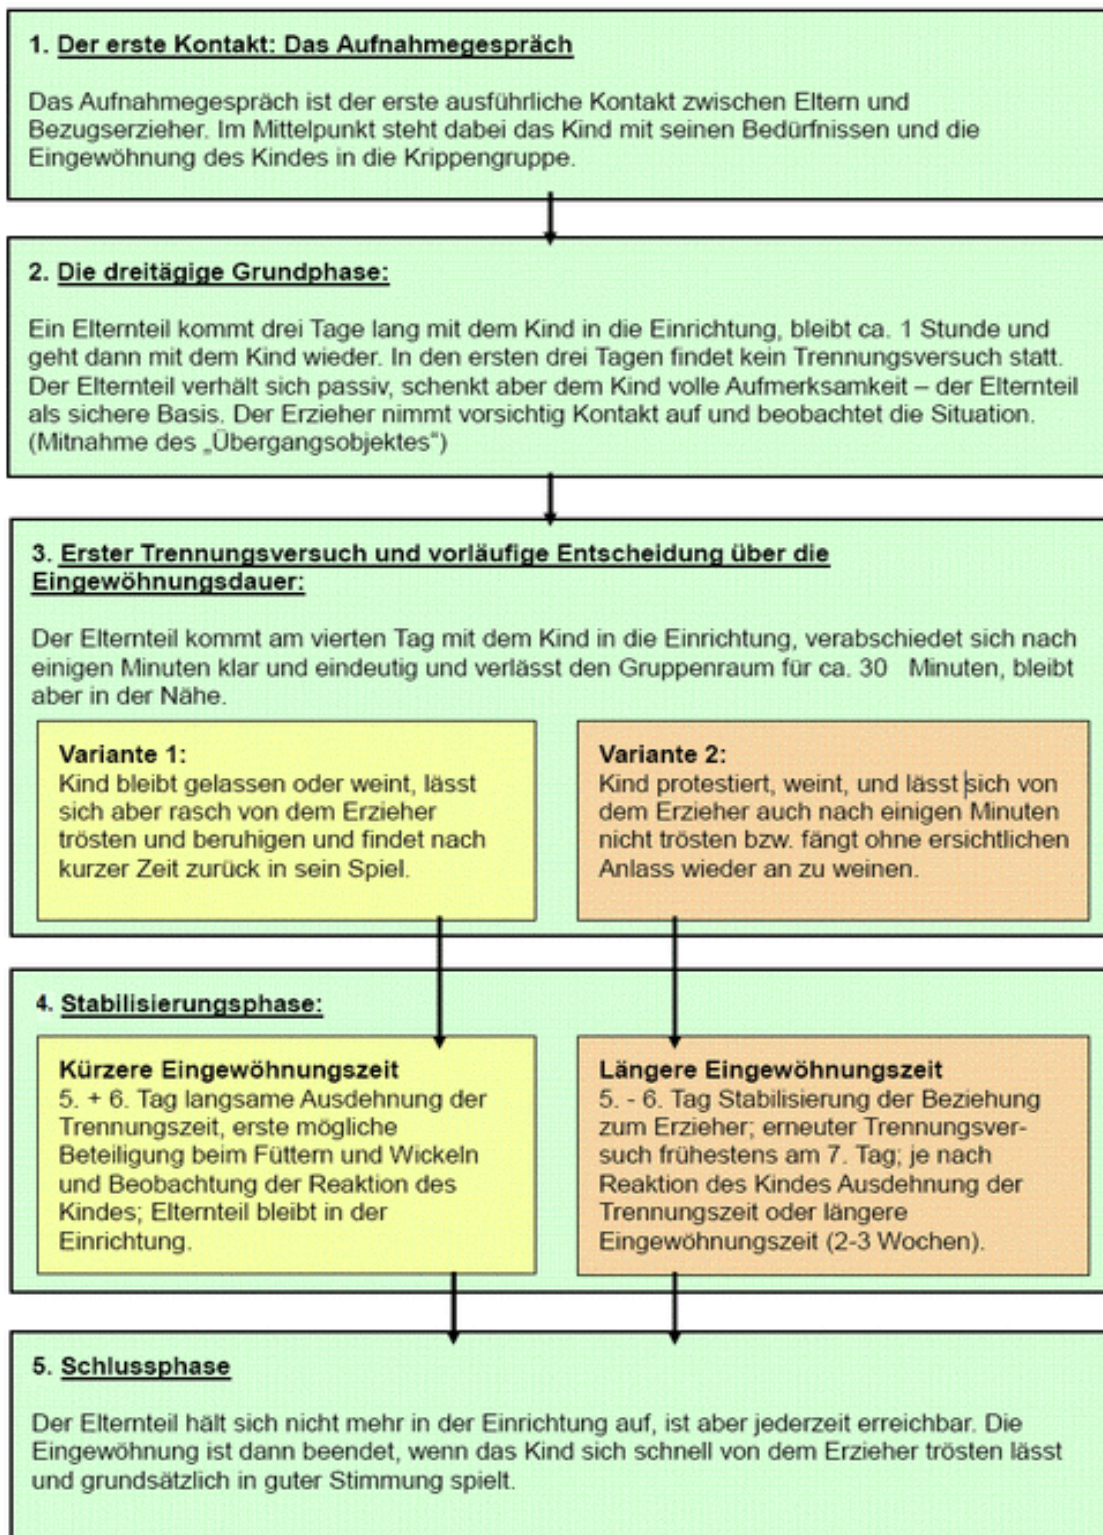 1. Der erste Kontakt: Das Aufnahmegespräch
Das Aufnahmegespräch ist der erste ausführliche Kontakt zwischen Eltern und
Bezugserzieher. Im Mittelpunkt steht dabei das Kind mit seinen Bedürfnissen und die
Eingewöhnung des Kindes in die Krippengruppe.
2. Die dreitägige Grundphase:
Ein Elternteil kommt drei Tage lang mit dem Kind in die Einrichtung, bleibt ca. 1 Stunde und
geht dann mit dem Kind wieder. In den ersten drei Tagen findet kein Trennungsversuch statt.
Der Elternteil verhält sich passiv, schenkt aber dem Kind volle Aufmerksamkeit – der Elternteil
als sichere Basis. Der Erzieher nimmt vorsichtig Kontakt auf und beobachtet die Situation.
(Mitnahme des „Übergangsobjektes“)
3. Erster Trennungsversuch und vorläufige Entscheidung über die
Eingewöhnungsdauer:
Der Elternteil kommt am vierten Tag mit dem Kind in die Einrichtung, verabschiedet sich nach
einigen Minuten klar und eindeutig und verlässt den Gruppenraum für ca. 30 Minuten, bleibt
aber in der Nähe.
Variante 1:
Kind bleibt gelassen oder weint, lässt
sich aber rasch von dem Erzieher
trösten und beruhigen und findet nach
kurzer Zeit zurück in sein Spiel.
Variante 2:
Kind protestiert, weint, und lässt sich von
dem Erzieher auch nach einigen Minuten
nicht trösten bzw. fängt ohne ersichtlichen
Anlass wieder an zu weinen.
4. Stabilisierungsphase:
Kürzere Eingewöhnungszeit
5. + 6. Tag langsame Ausdehnung der
Trennungszeit, erste mögliche
Beteiligung beim Füttern und Wickeln
und Beobachtung der Reaktion des
Kindes; Elternteil bleibt in der
Einrichtung.
Längere Eingewöhnungszeit
5. - 6. Tag Stabilisierung der Beziehung
zum Erzieher; erneuter Trennungsver-
such frühestens am 7. Tag; je nach
Reaktion des Kindes Ausdehnung der
Trennungszeit oder längere
Eingewöhnungszeit (2-3 Wochen).
5. Schlussphase
Der Elternteil hält sich nicht mehr in der Einrichtung auf, ist aber jederzeit erreichbar. Die
Eingewöhnung ist dann beendet, wenn das Kind sich schnell von dem Erzieher trösten lässt
und grundsätzlich in guter Stimmung spielt.